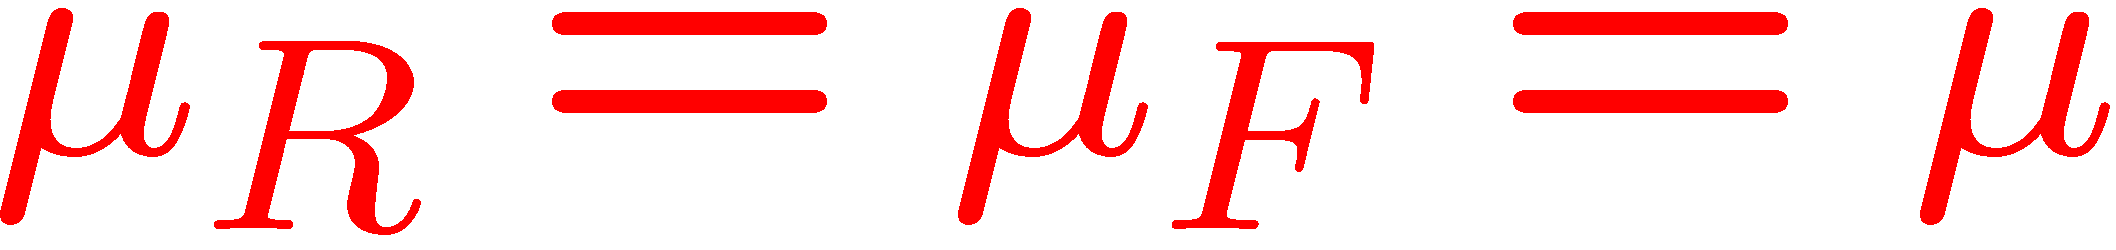 μ_R = μ_F = μ